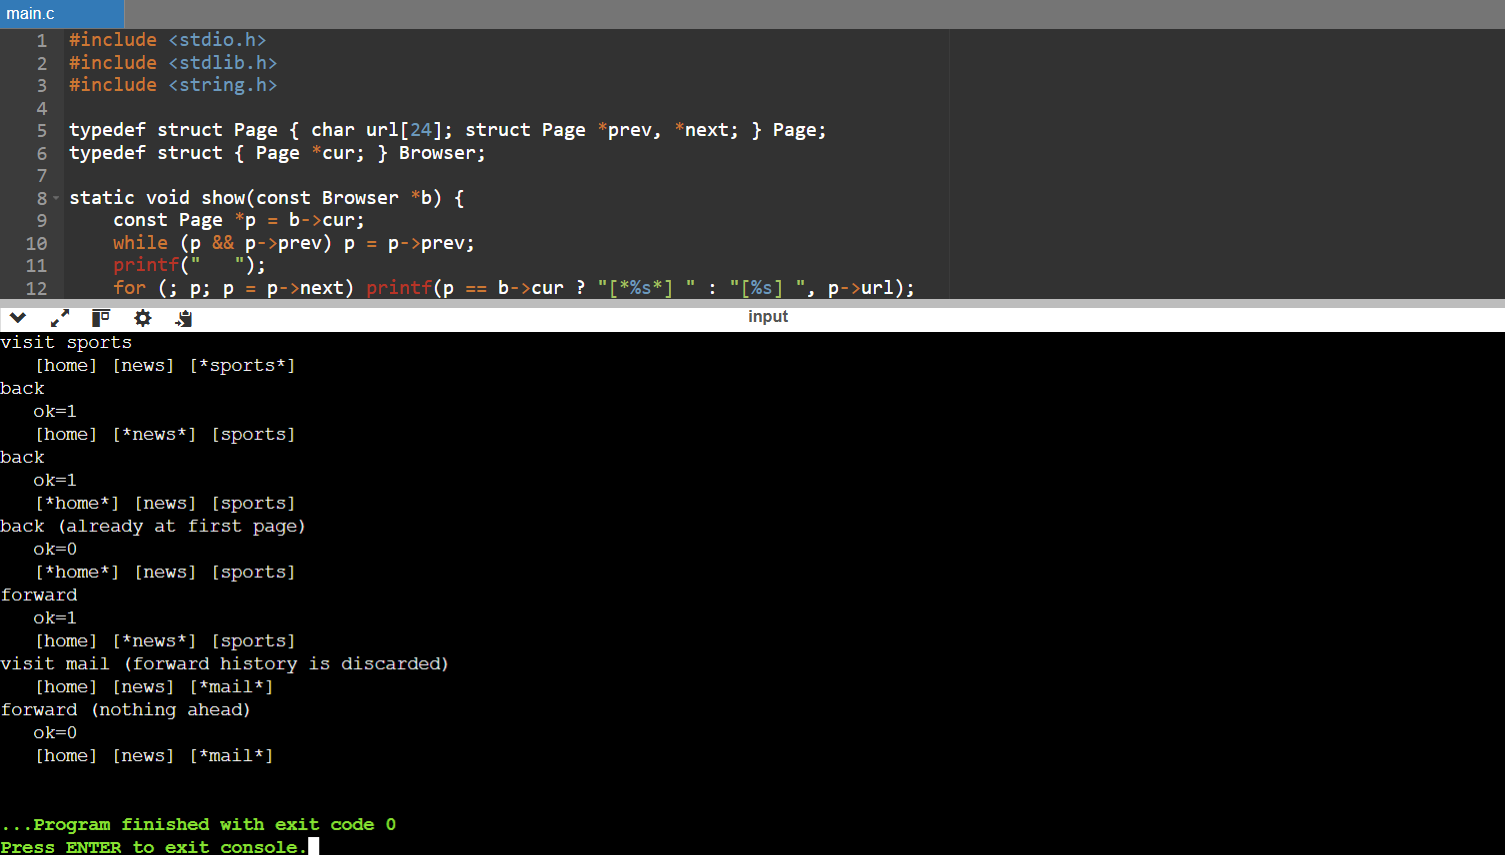 main.c
1 #include <stdio.h>
2 #include <stdlib.h>
3 #include <string.h>
4
5 typedef struct Page { char url[24]; struct Page *prev, *next; } Page;
6 typedef struct { Page *cur; } Browser;
7
8 static void show(const Browser *b) {
9     const Page *p = b->cur;
10     while (p && p->prev) p = p->prev;
11     printf("   ");
12     for (; p; p = p->next) printf(p == b->cur ? "[*%s*] " : "[%s] ", p->url);
input
visit sports
   [home] [news] [*sports*]
back
   ok=1
   [home] [*news*] [sports]
back
   ok=1
   [*home*] [news] [sports]
back (already at first page)
   ok=0
   [*home*] [news] [sports]
forward
   ok=1
   [home] [*news*] [sports]
visit mail (forward history is discarded)
   [home] [news] [*mail*]
forward (nothing ahead)
   ok=0
   [home] [news] [*mail*]
...Program finished with exit code 0
Press ENTER to exit console.